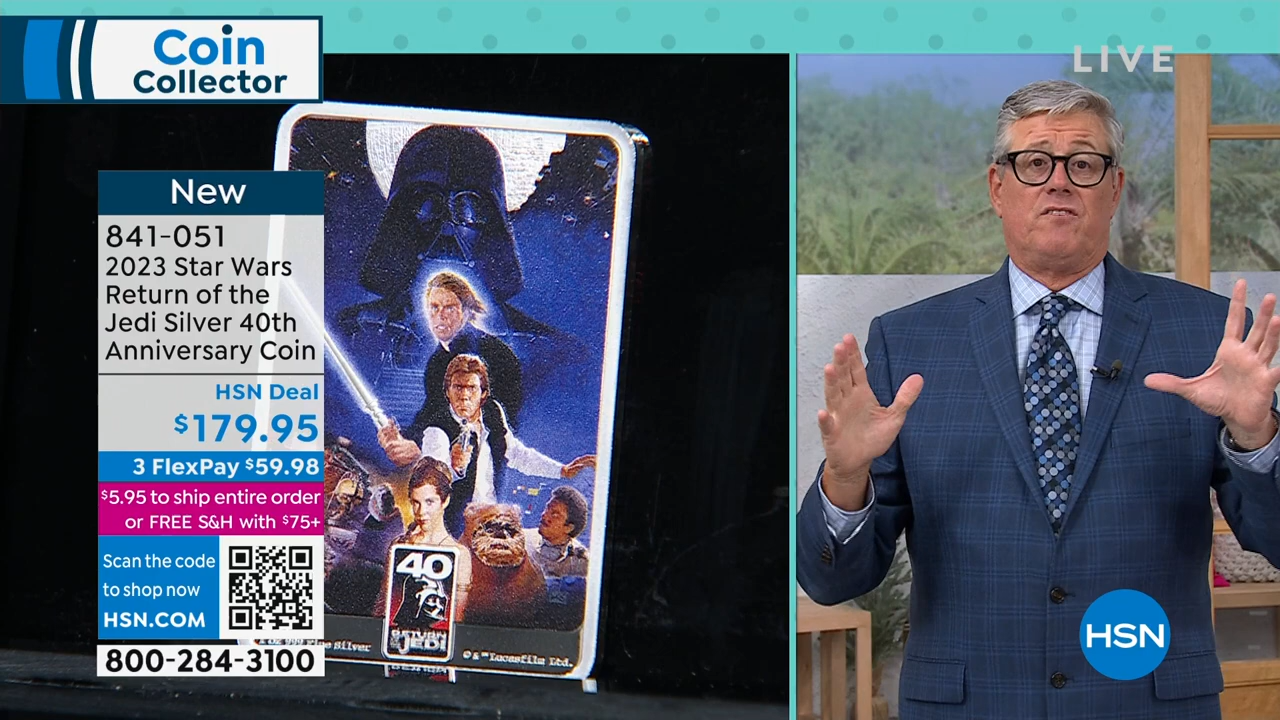 Coin
Collector
LIVE
New
841-051
2023 Star Wars
Return of the
Jedi Silver 40th
Anniversary Coin
HSN Deal
$179.95
3 FlexPay $59.98
$5.95 to ship entire order
or FREE S&H with $75+
Scan the code
to shop now
HSN.COM
800-284-3100
40
RETURN
JEDI
Silver
© & ™ Lucasfilm Ltd.
HSN